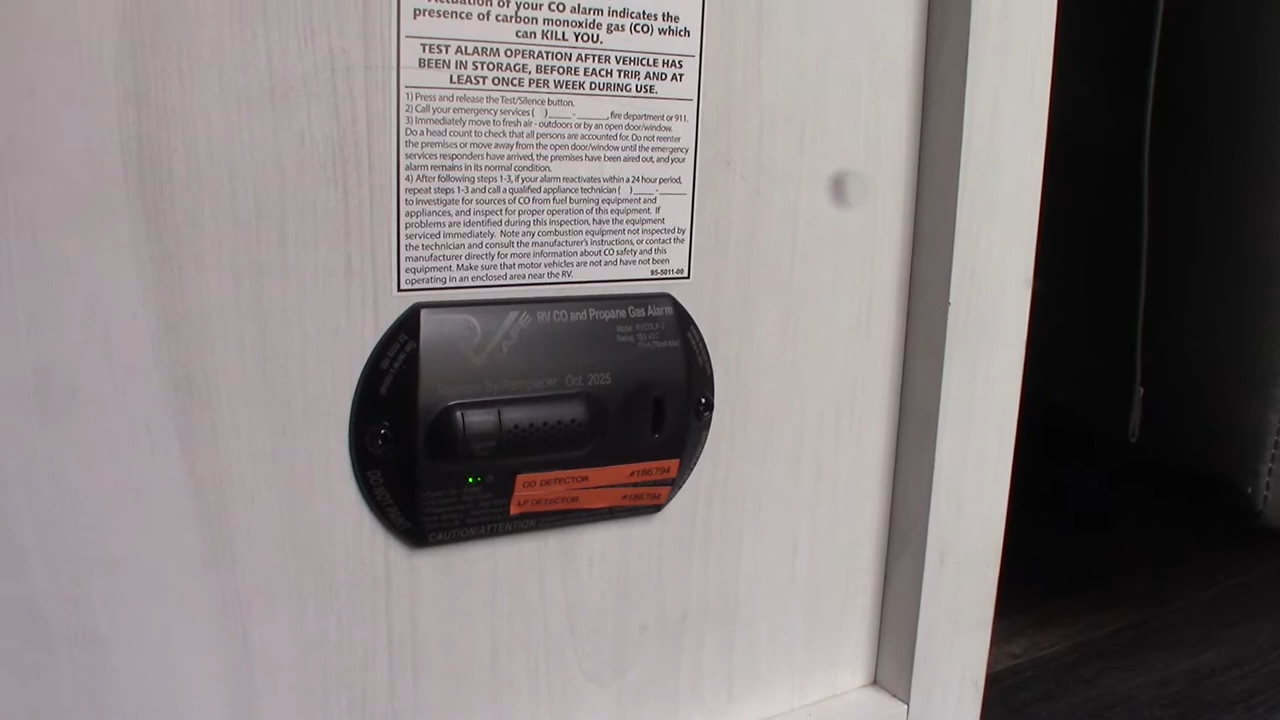 Actuation of your CO alarm indicates the
presence of carbon monoxide gas (CO) which
can KILL YOU.
TEST ALARM OPERATION AFTER VEHICLE HAS
BEEN IN STORAGE, BEFORE EACH TRIP, AND AT
LEAST ONCE PER WEEK DURING USE.
1) Press and release the Test/Silence button.
2) Call your emergency services ( )____-______, fire department or 911.
3) Immediately move to fresh air - outdoors or by an open door/window.
Do a head count to check that all persons are accounted for. Do not reenter
the premises or move away from the open door/window until the emergency
services responders have arrived, the premises have been aired out, and your
alarm remains in its normal condition.
4) After following steps 1-3, if your alarm reactivates within a 24 hour period,
repeat steps 1-3 and call a qualified appliance technician ( )____-_____
to investigate for sources of CO from fuel burning equipment and
appliances, and inspect for proper operation of this equipment. If
problems are identified during this inspection, have the equipment
serviced immediately. Note any combustion equipment not inspected by
the technician and consult the manufacturer's instructions, or contact the
manufacturer directly for more information about CO safety and this
equipment. Make sure that motor vehicles are not and have not been
operating in an enclosed area near the RV. 95-5011-00
RV CO and Propane Gas Alarm
Replace By/Remplacer: Oct. 2025
CO DETECTOR #186794
LP DETECTOR #186794
DO NOT PAINT
CAUTION/ATTENTION